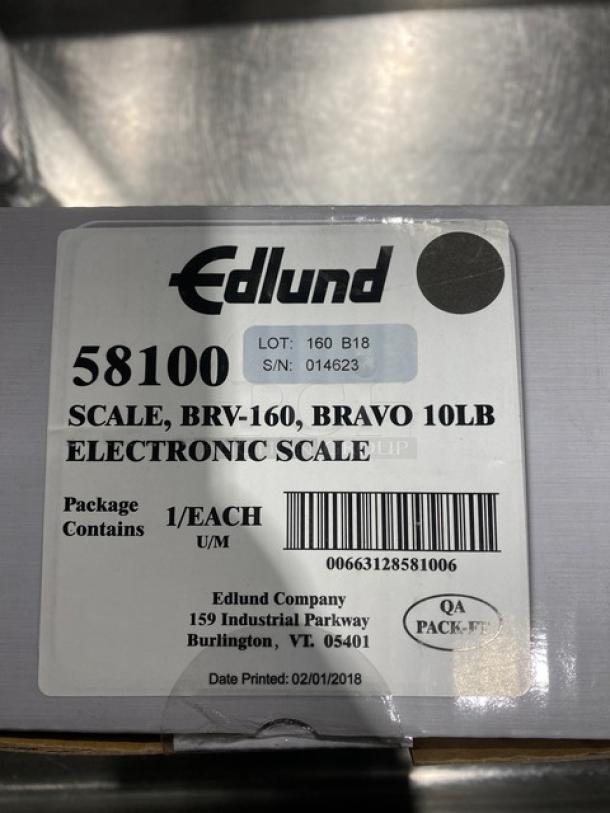 Edlund
58100
LOT: 160 B18
S/N: 014623
SCALE, BRV-160, BRAVO 10LB
ELECTRONIC SCALE
Package
Contains
1/EACH
U/M
00663128581006
Edlund Company
159 Industrial Parkway
Burlington, VT. 05401
QA
Date Printed: 02/01/2018